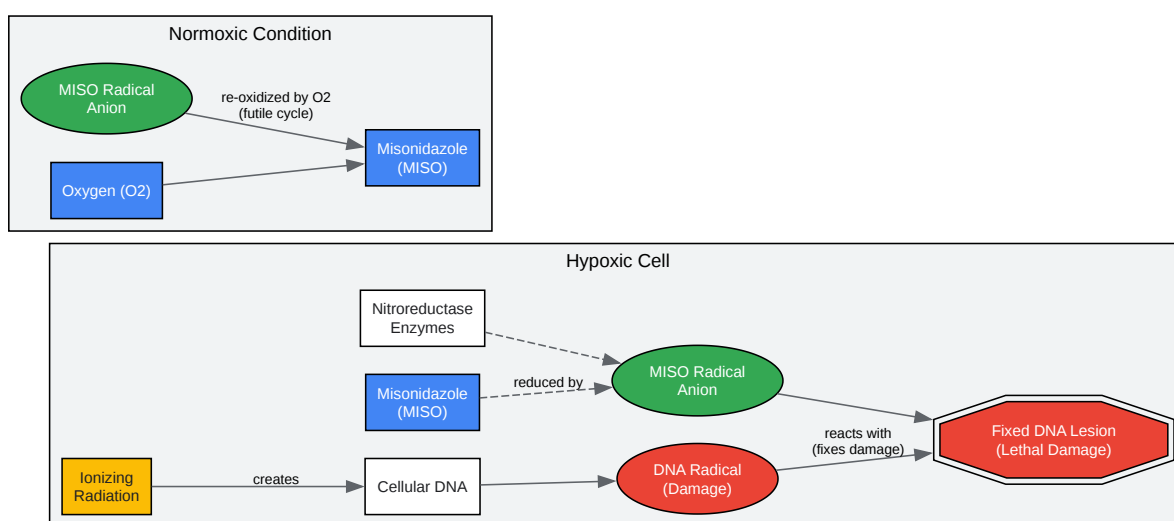 Normoxic Condition
MISO Radical
Anion
re-oxidized by O2
(futile cycle)
Misonidazole
(MISO)
Oxygen (O2)
Hypoxic Cell
Nitroreductase
Enzymes
Misonidazole
(MISO)
reduced by
MISO Radical
Anion
Ionizing
Radiation
creates
Cellular DNA
DNA Radical
(Damage)
reacts with
(fixes damage)
Fixed DNA Lesion
(Lethal Damage)